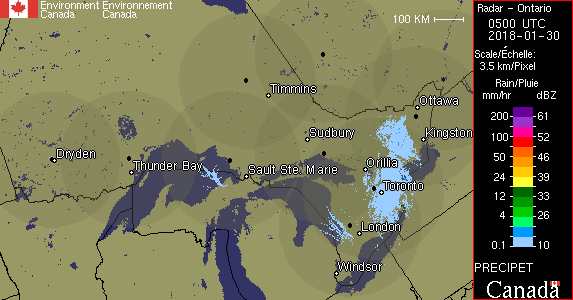 Environment Environnement
Canada Canada
100 KM
Timmins
Ottawa
Sudbury
Kingston
Dryden
Thunder Bay
Sault Ste. Marie
Orillia
Toronto
London
Windsor
Radar - Ontario
0500 UTC
2018-01-30
Scale/Échelle:
3.5 km/Pixel
Rain/Pluie
mm/hr dBZ
200 61
100 52
50 46
24 39
12 33
4 26
0.1 10
PRECIPET
Canada